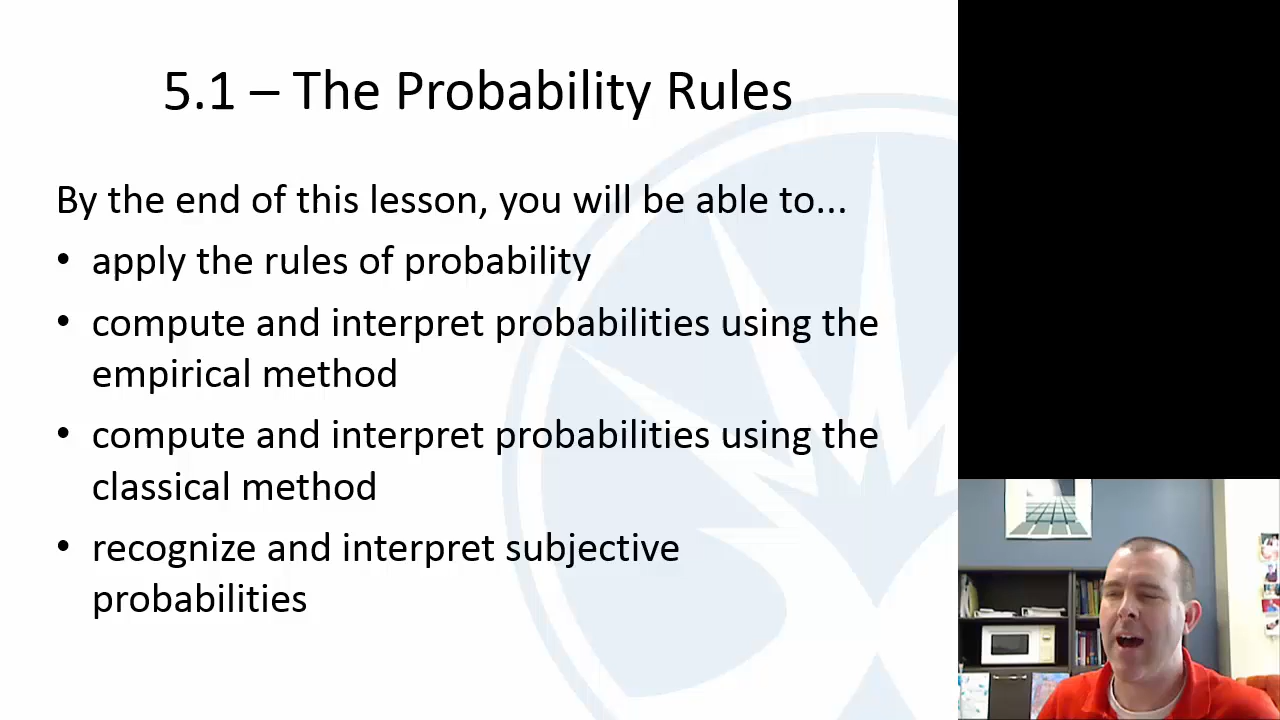 5.1 – The Probability Rules
By the end of this lesson, you will be able to...
• apply the rules of probability
• compute and interpret probabilities using the
empirical method
• compute and interpret probabilities using the
classical method
• recognize and interpret subjective
probabilities